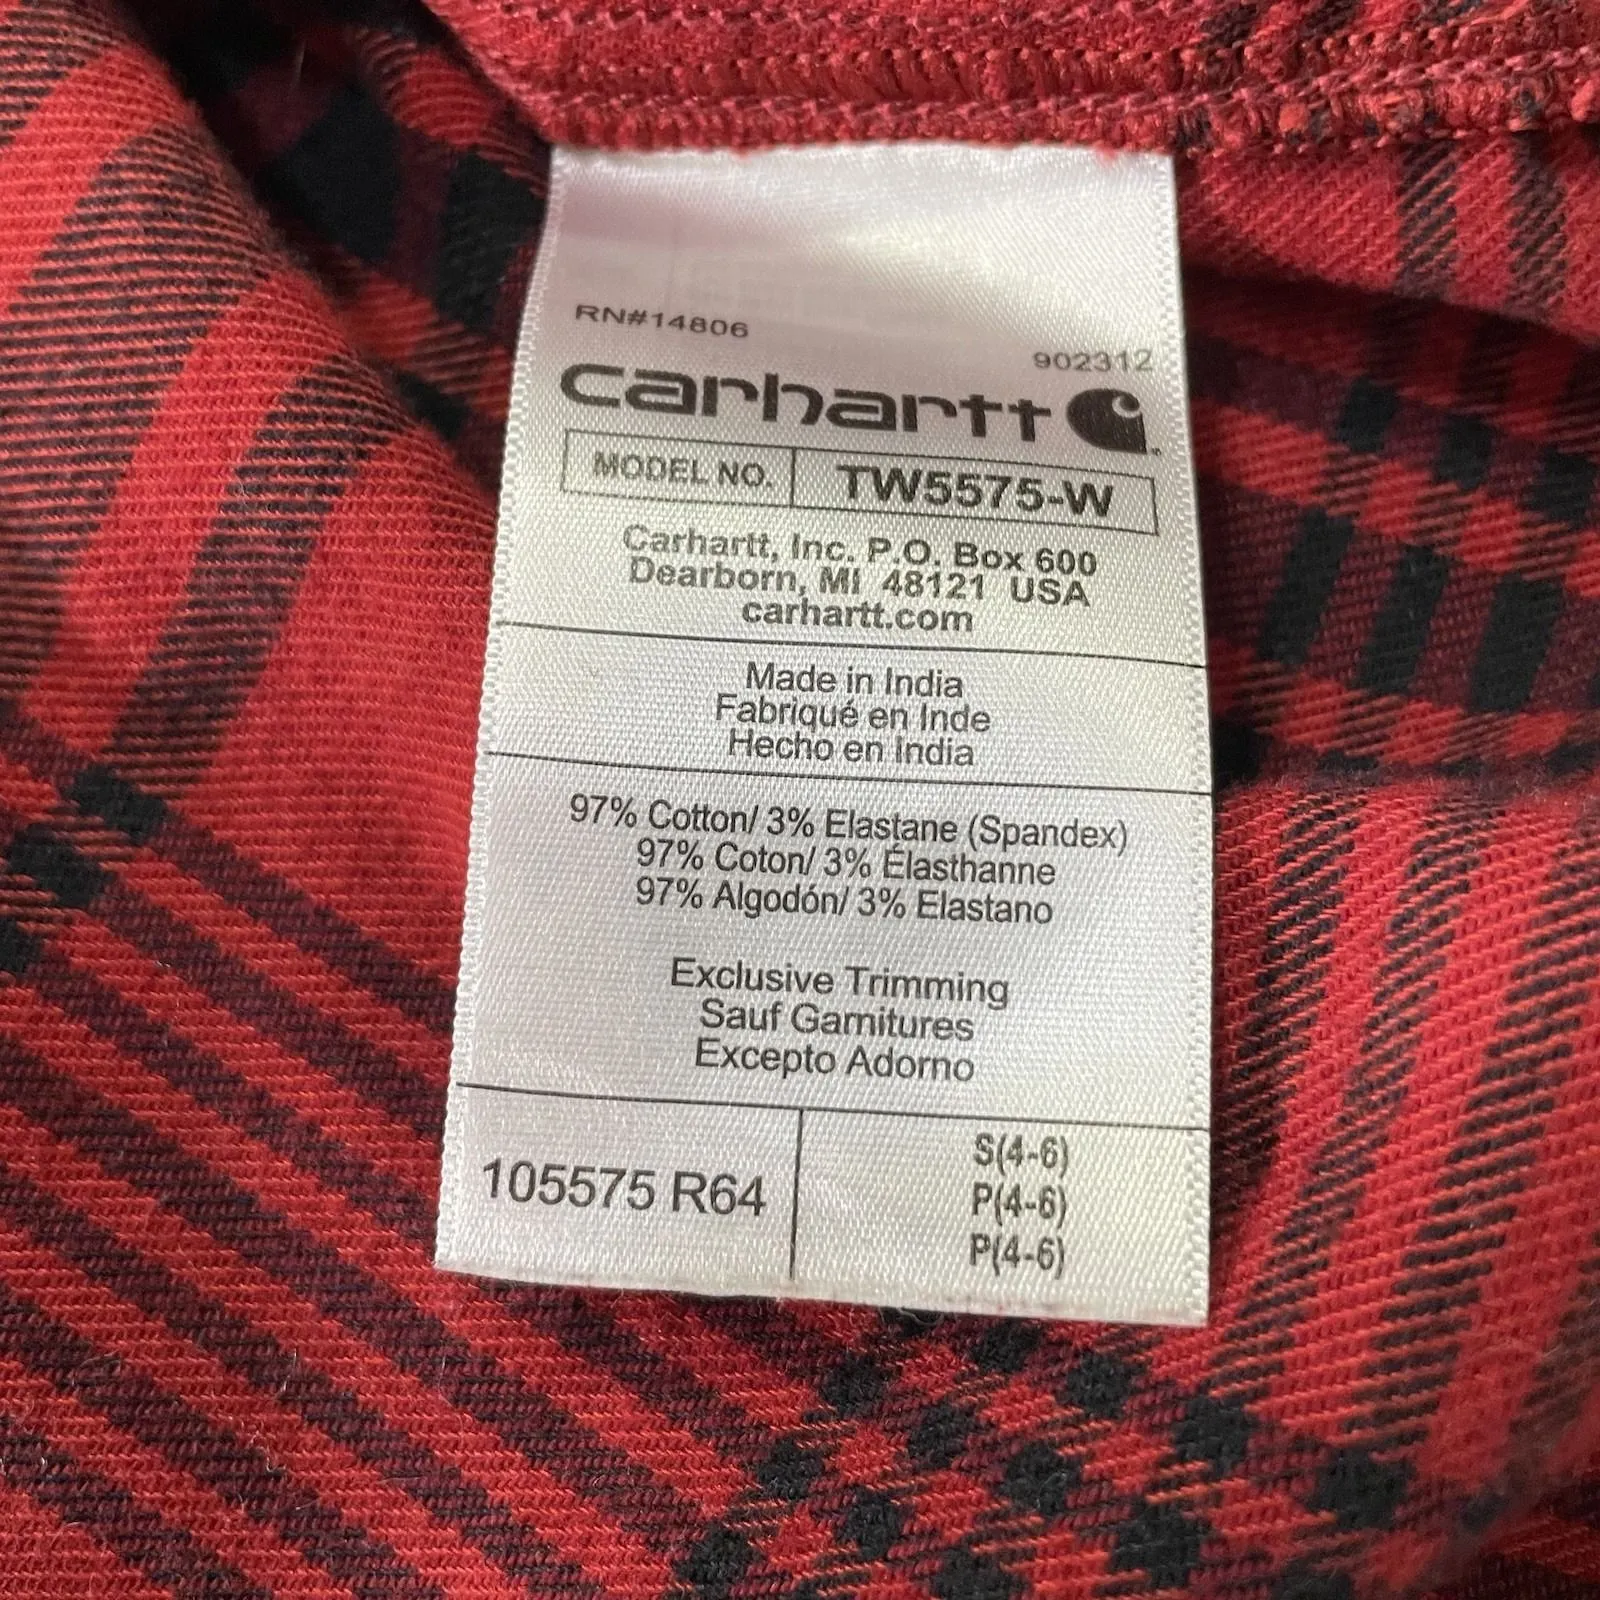 RN#14806
902312
carhartt
MODEL NO. TW5575-W
Carhartt, Inc. P.O. Box 600
Dearborn, MI 48121 USA
carhartt.com
Made in India
Fabriqué en Inde
Hecho en India
97% Cotton/ 3% Elastane (Spandex)
97% Coton/ 3% Élasthanne
97% Algodón/ 3% Elastano
Exclusive Trimming
Sauf Garnitures
Excepto Adorno
105575 R64
S(4-6)
P(4-6)
P(4-6)